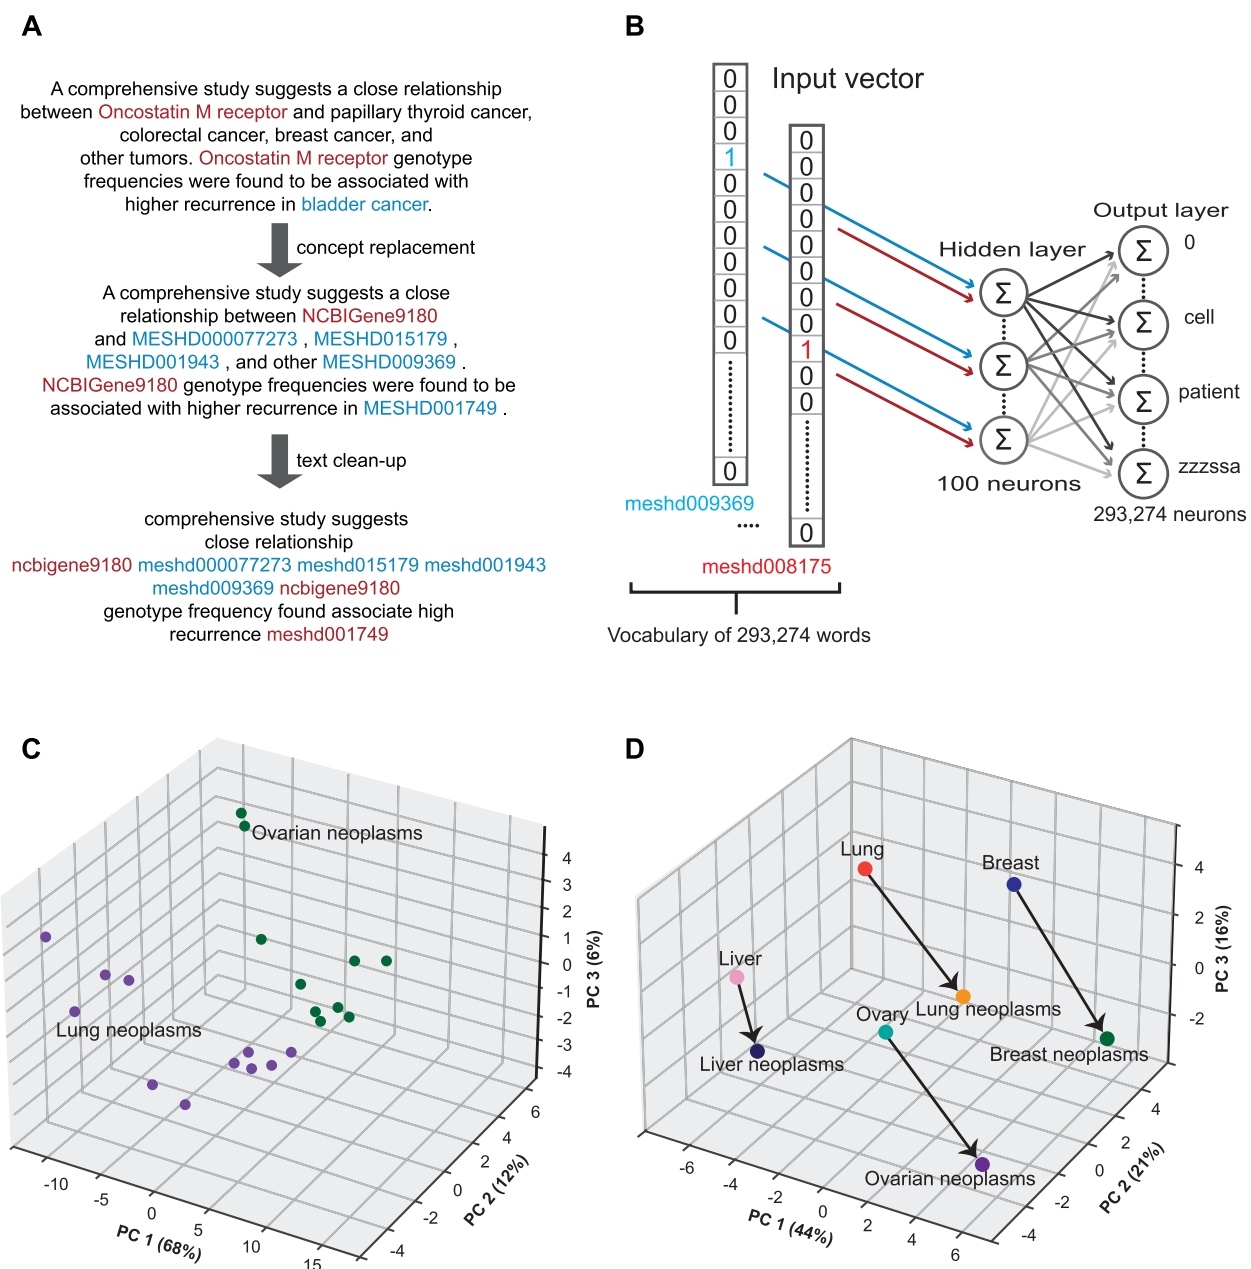 A
A comprehensive study suggests a close relationship
between Oncostatin M receptor and papillary thyroid cancer,
colorectal cancer, breast cancer, and
other tumors. Oncostatin M receptor genotype
frequencies were found to be associated with
higher recurrence in bladder cancer.
concept replacement
A comprehensive study suggests a close
relationship between NCBIGene9180
and MESHD000077273 , MESHD015179 ,
MESHD001943 , and other MESHD009369 .
NCBIGene9180 genotype frequencies were found to be
associated with higher recurrence in MESHD001749 .
text clean-up
comprehensive study suggests
close relationship
ncbigene9180 meshd000077273 meshd015179 meshd001943
meshd009369 ncbigene9180
genotype frequency found associate high
recurrence meshd001749
B
Input vector
0
0
0
1
0
0
0
0
0
0
0
0
meshd009369
0
0
0
0
0
0
0
0
1
0
0
0
meshd008175
Vocabulary of 293,274 words
Hidden layer
Σ
Σ
Σ
100 neurons
Output layer
Σ 0
Σ cell
Σ patient
Σ zzzssa
293,274 neurons
C
Ovarian neoplasms
Lung neoplasms
4
3
2
1
0
-1
-2
-3
-4
PC 3 (6%)
6
4
2
0
-2
-4
PC 2 (12%)
-10
-5
0
5
10
15
PC 1 (68%)
D
Lung
Breast
Liver
Ovary
Lung neoplasms
Liver neoplasms
Breast neoplasms
Ovarian neoplasms
4
2
0
-2
PC 3 (16%)
4
2
0
-2
-4
PC 2 (21%)
-6
-4
-2
0
2
4
6
PC 1 (44%)